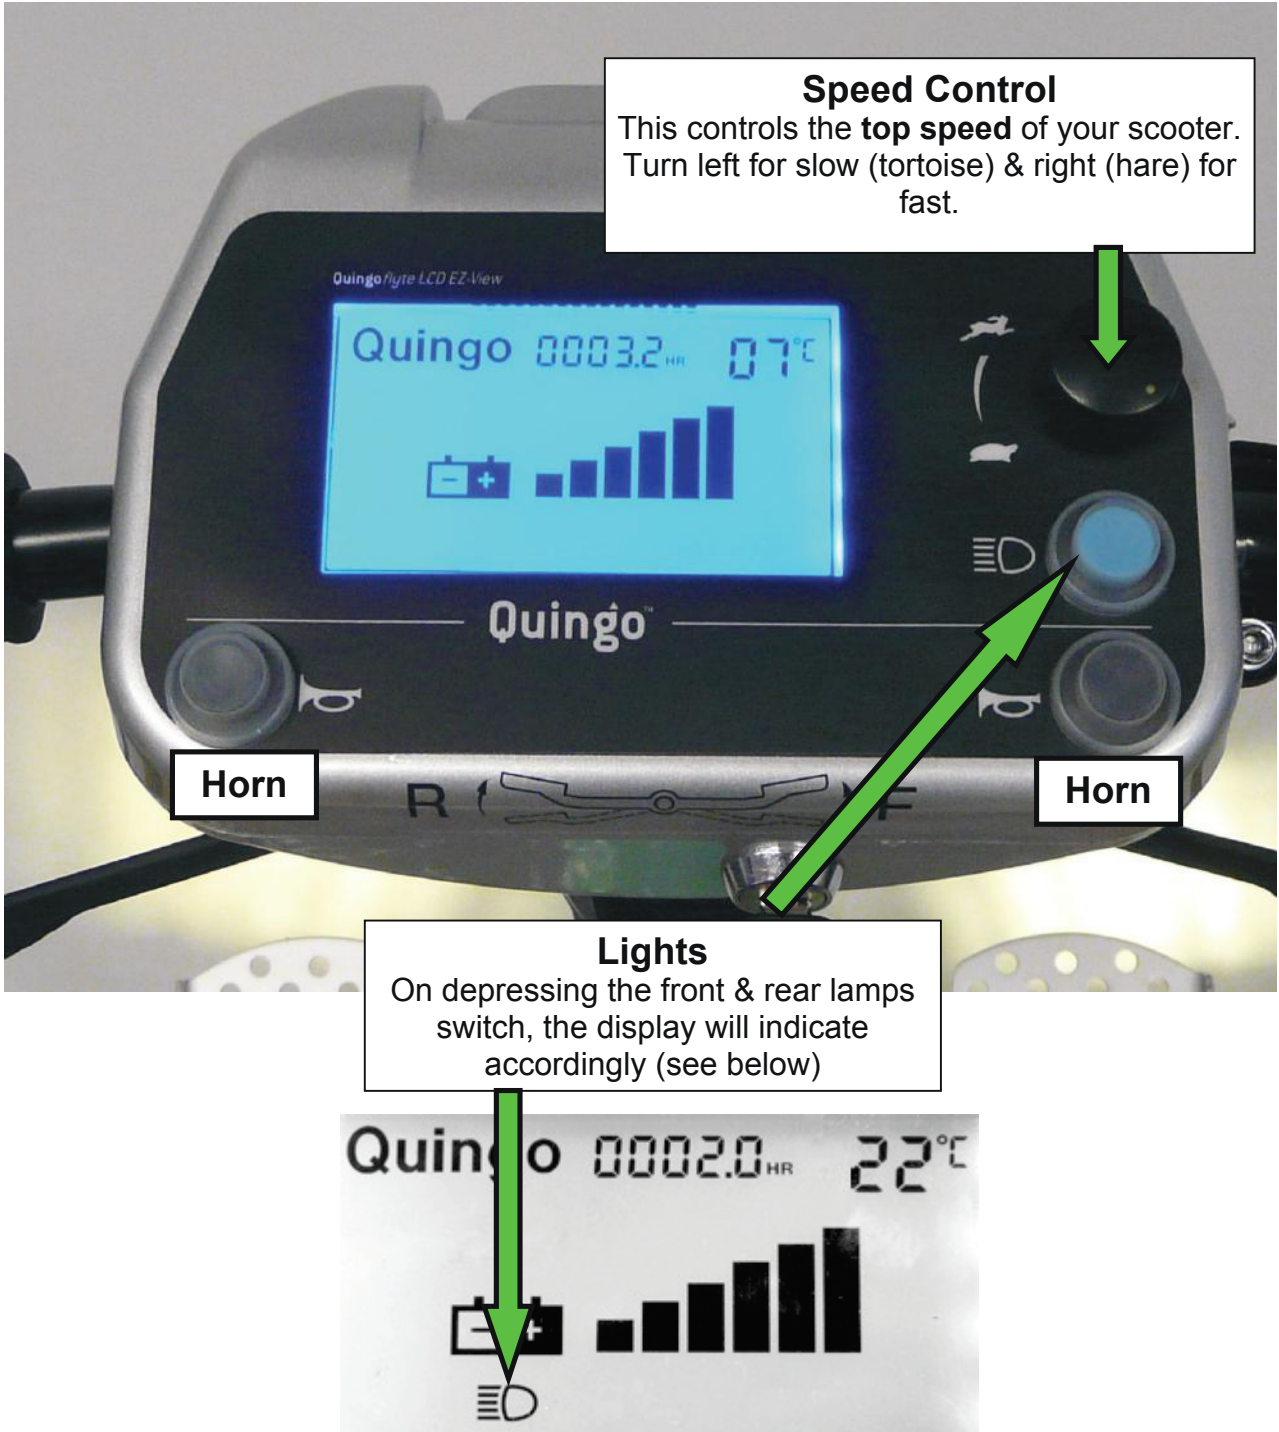 Speed Control
This controls the top speed of your scooter.
Turn left for slow (tortoise) & right (hare) for
fast.
Quingo flyte LCD EZ-View
Quingo 0003.2 HR 07°C
- +
Quingo™
Horn
Horn
R F
Lights
On depressing the front & rear lamps
switch, the display will indicate
accordingly (see below)
Quingo 0002.0 HR 22°C
- +